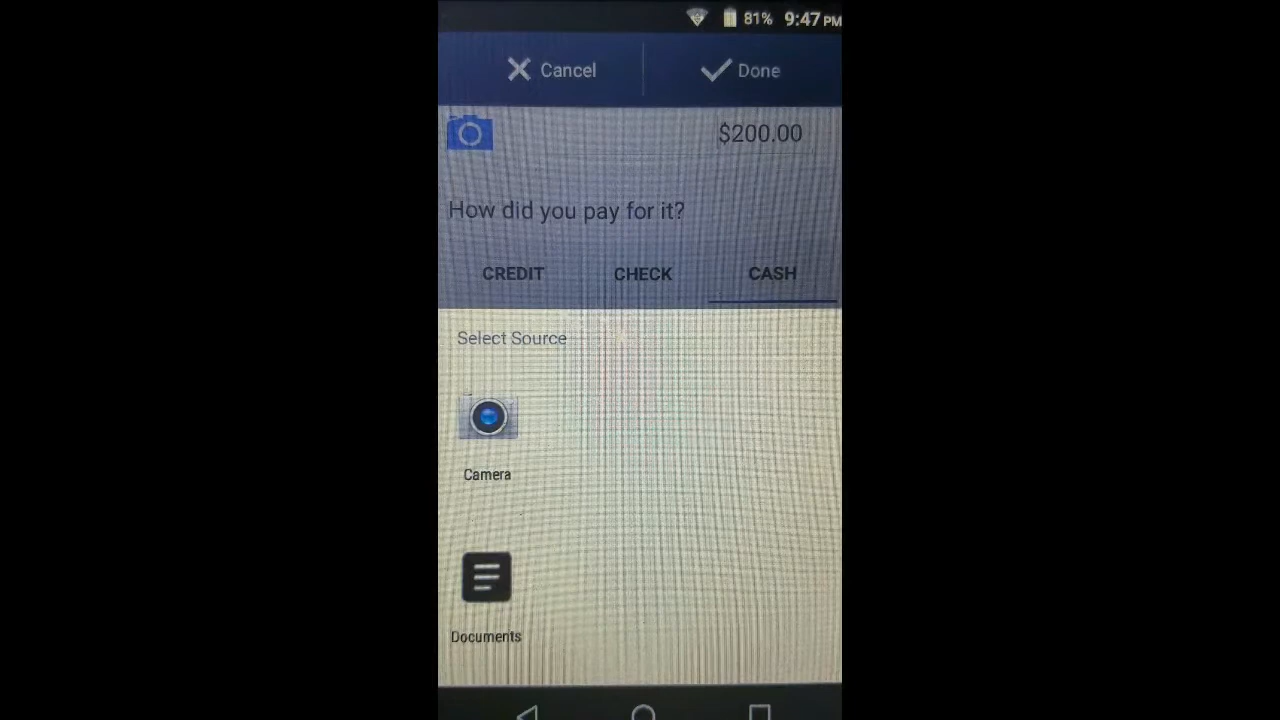 81% 9:47 PM
Cancel Done
$200.00
How did you pay for it?
CREDIT CHECK CASH
Select Source
Camera
Documents